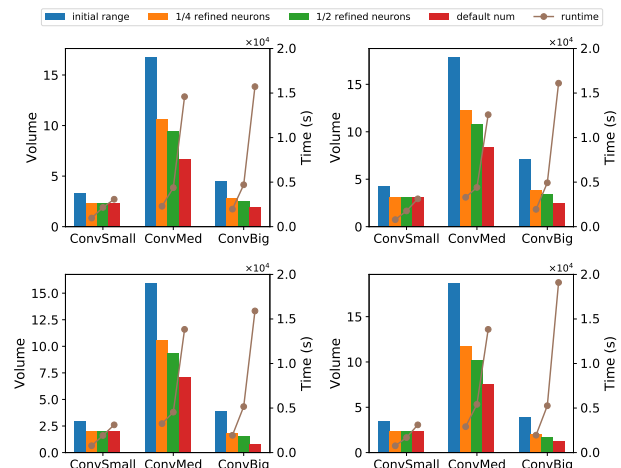 initial range 1/4 refined neurons 1/2 refined neurons default num runtime
×10⁴ ×10⁴
2.0 2.0
15 15
1.5 1.5
Volume 10 1.0 Time (s) Volume 10 1.0 Time (s)
5 0.5 5 0.5
0 0.0 0 0.0
ConvSmall ConvMed ConvBig ConvSmall ConvMed ConvBig
×10⁴ ×10⁴
2.0 2.0
15.0 15
12.5 1.5 1.5
10.0 10
Volume 7.5 1.0 Time (s) Volume 1.0 Time (s)
5.0 0.5 5 0.5
2.5
0.0 0.0 0 0.0
ConvSmall ConvMed ConvBig ConvSmall ConvMed ConvBig